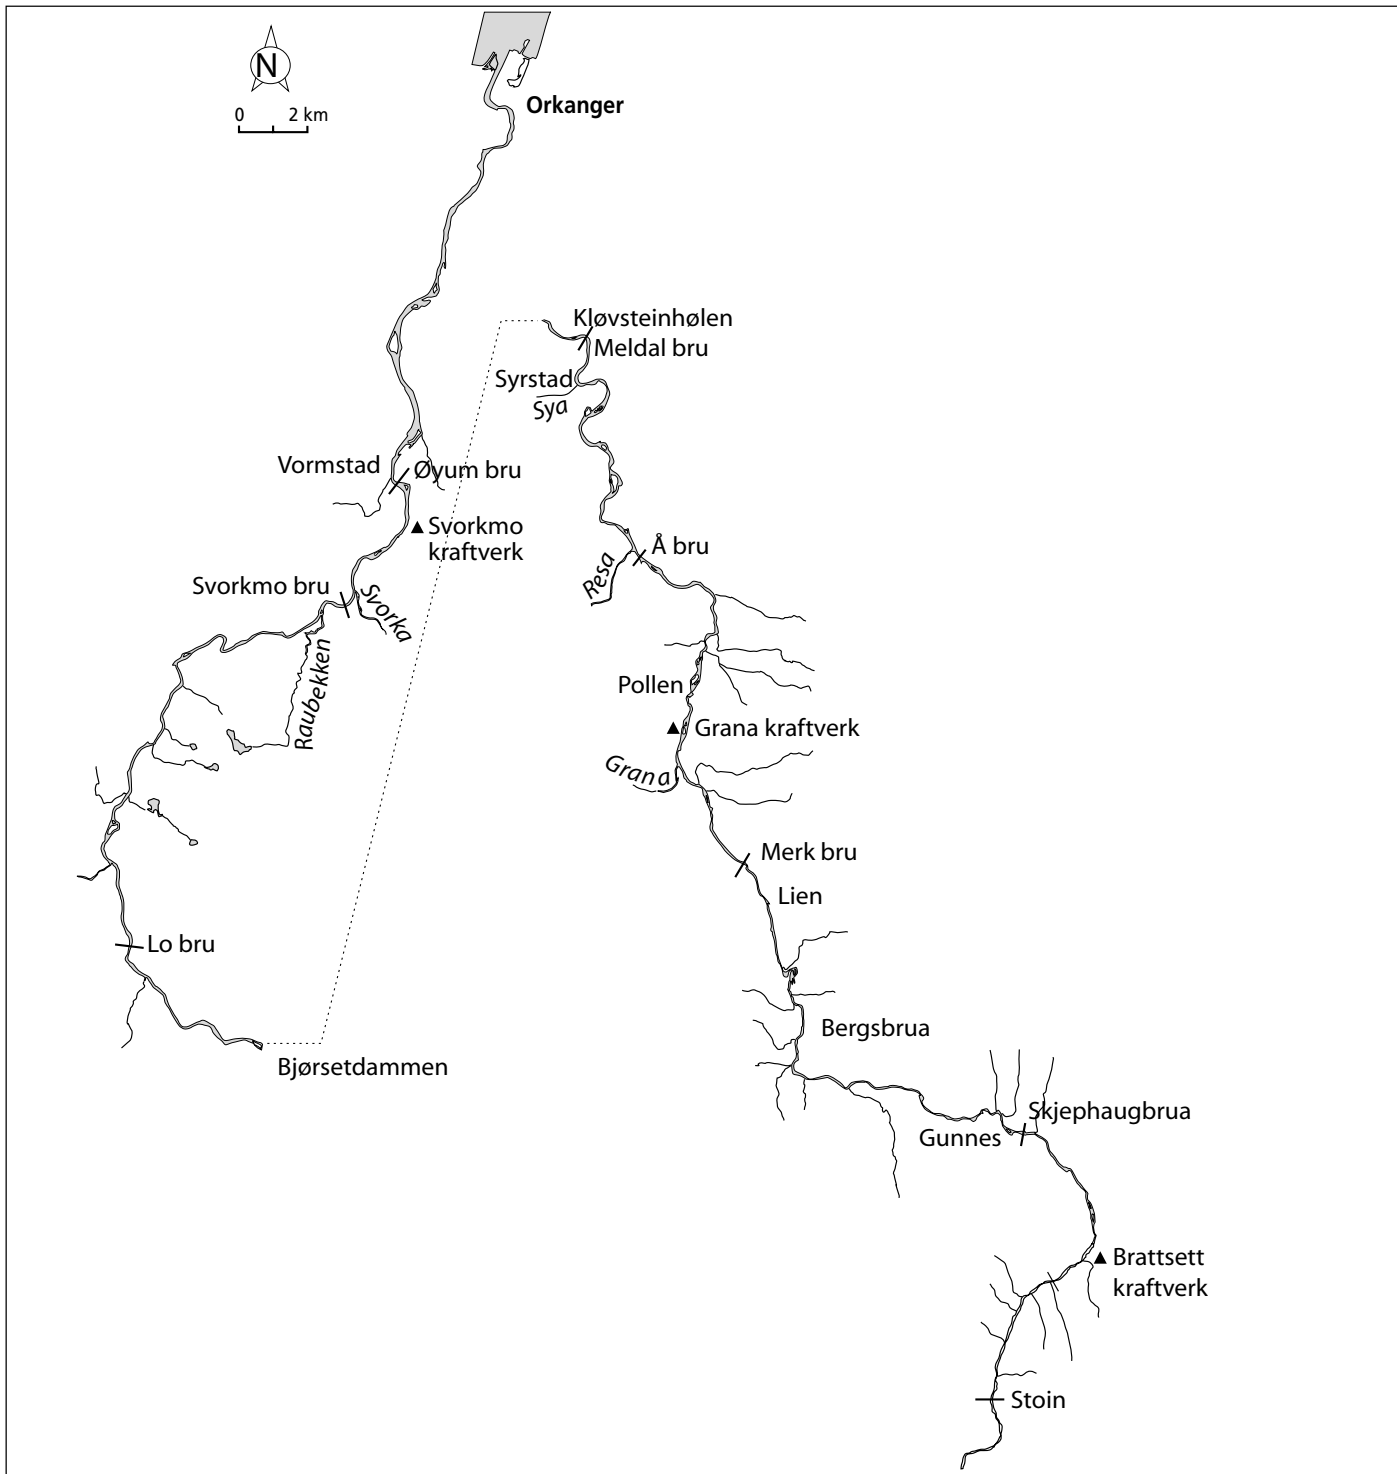 N
0 2 km
Orkanger
Kløvsteinhølen
Meldal bru
Syrstad
Sya
Vormstad
Øyum bru
Svorkmo
kraftverk
Å bru
Resa
Svorkmo bru
Svorka
Raubekken
Pollen
Grana kraftverk
Grana
Merk bru
Lien
Lo bru
Bergsbrua
Bjørsetdammen
Skjephaugbrua
Gunnes
Brattsett
kraftverk
Stoin